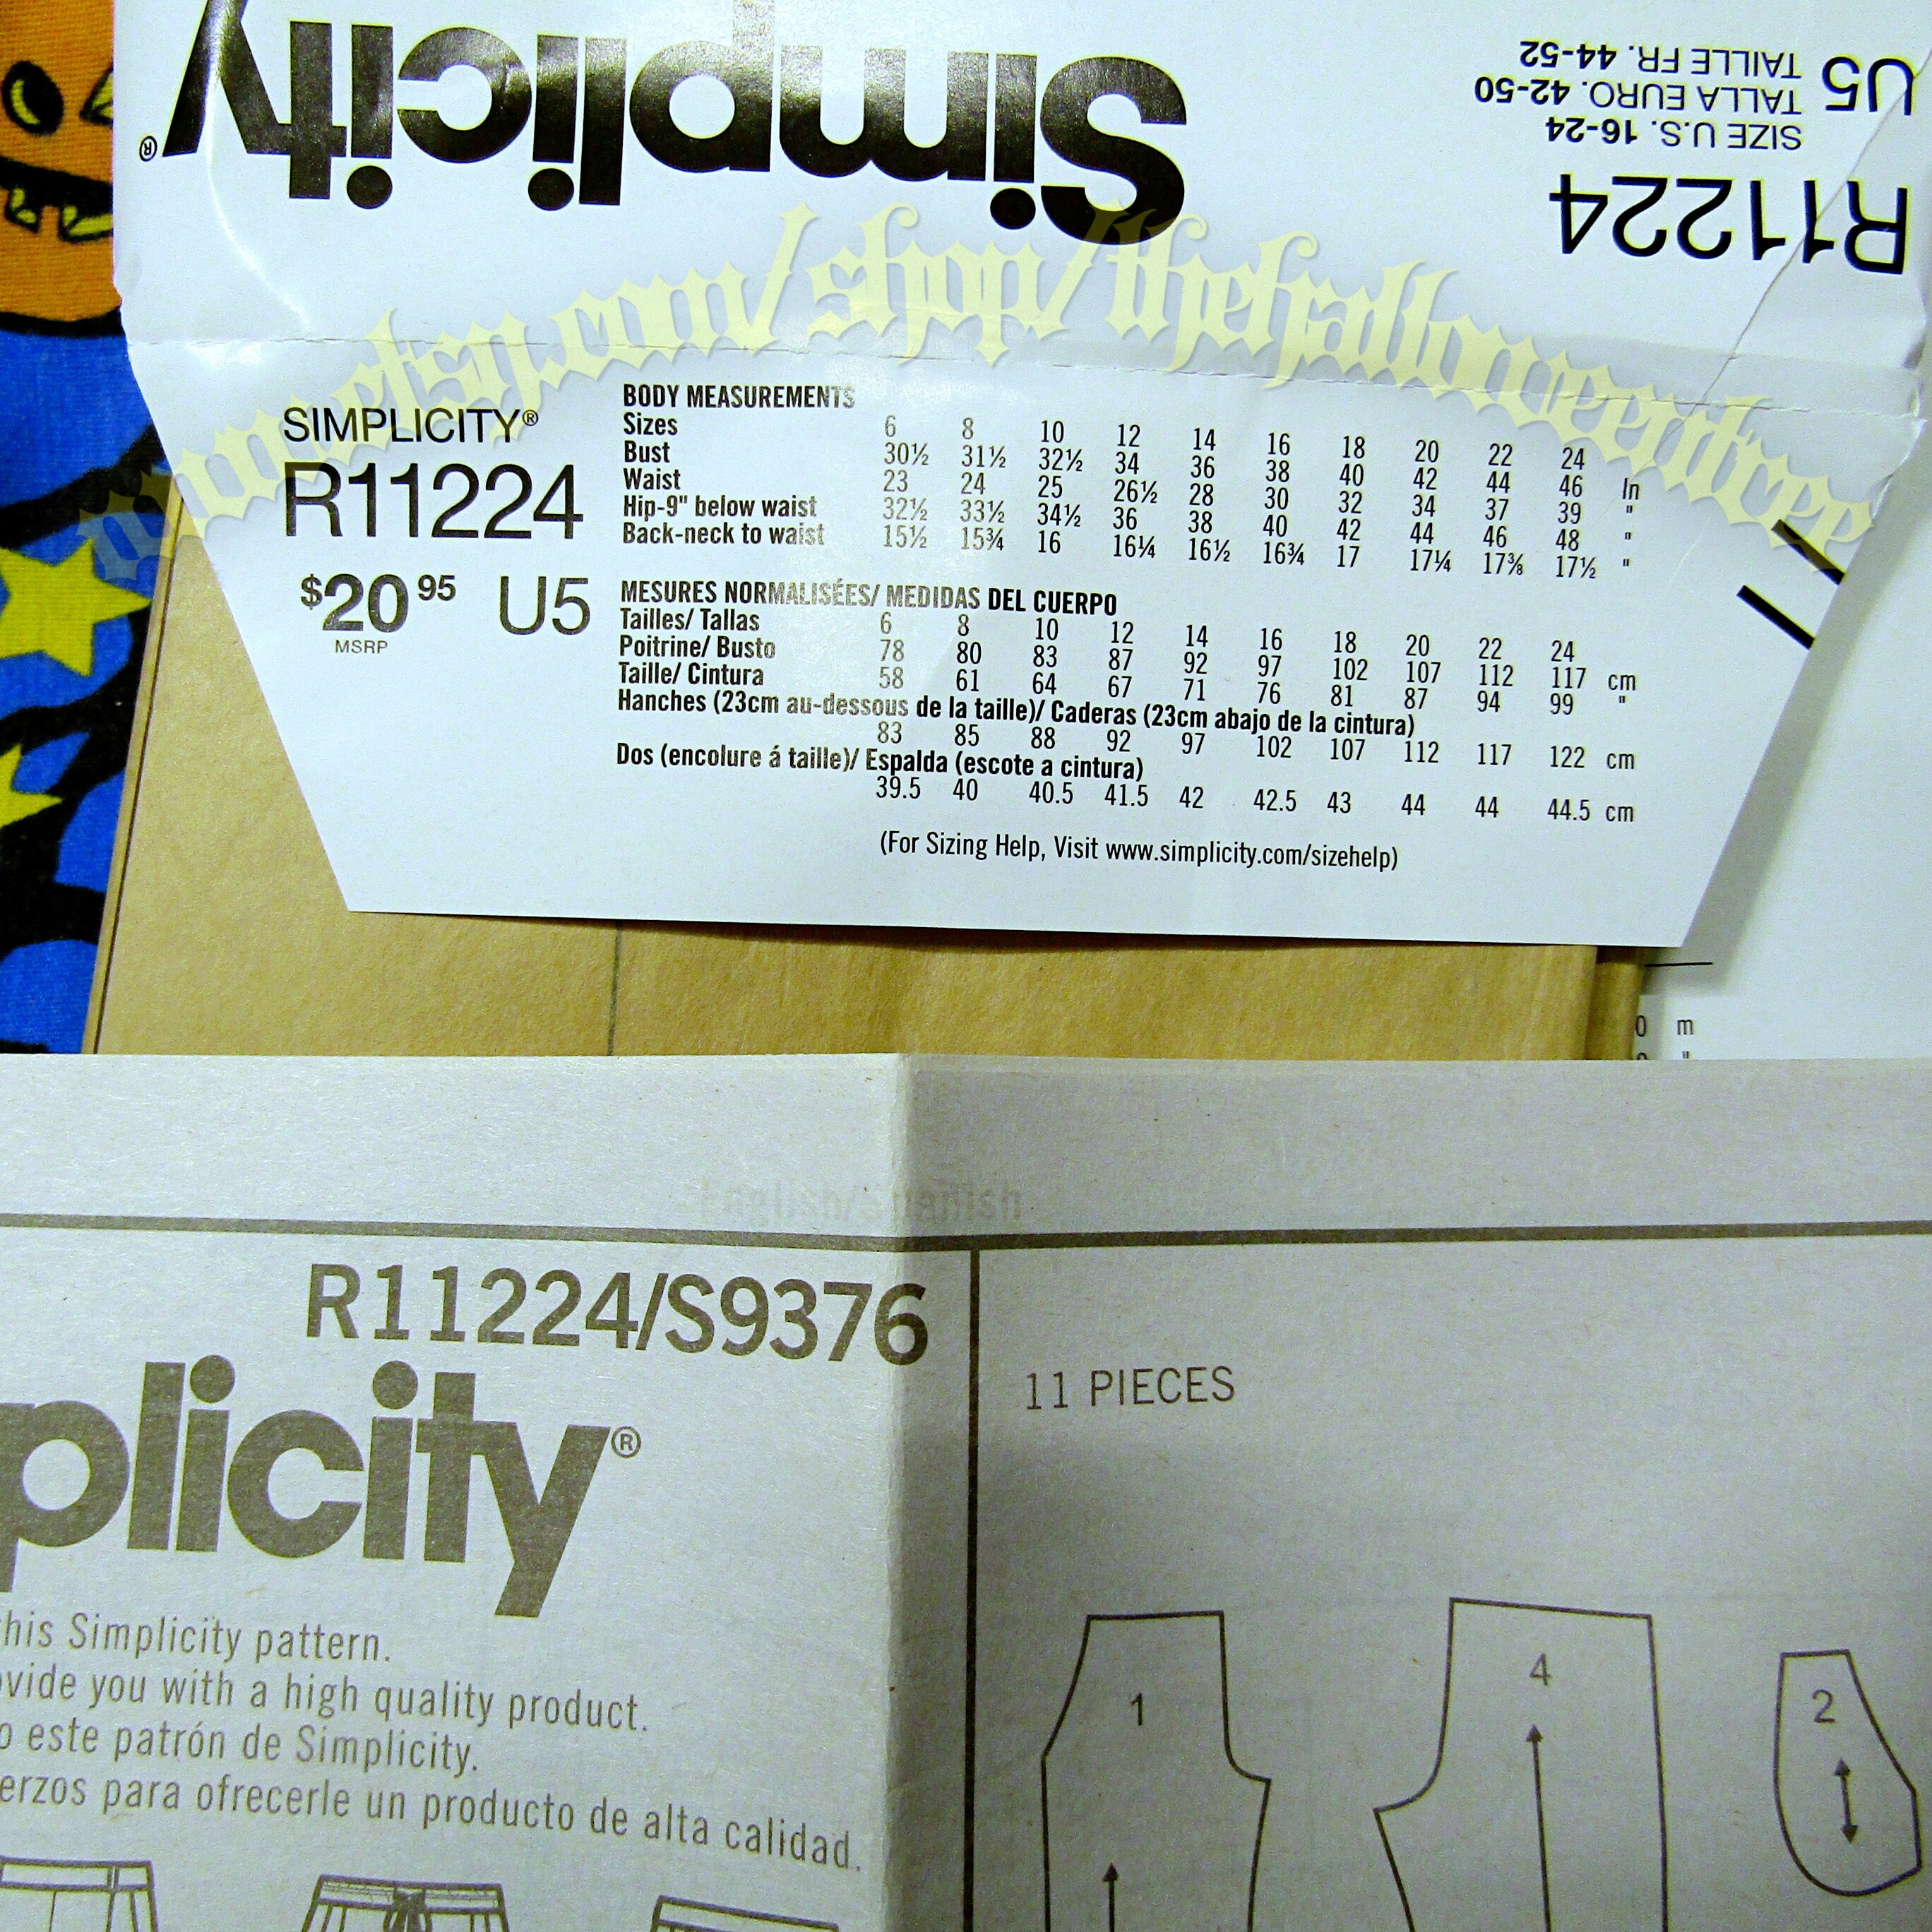 Simplicity®
R11224
SIZE U.S. 16-24
TALLA EURO. 42-50
TAILLE FR. 44-52
U5
www.etsy.com/shop/thehalloweentree
SIMPLICITY®
R11224
$20 95 U5
MSRP
BODY MEASUREMENTS
Sizes 6 8 10 12 14 16 18 20 22 24
Bust 30½ 31½ 32½ 34 36 38 40 42 44 46 In
Waist 23 24 25 26½ 28 30 32 34 37 39 "
Hip-9" below waist 32½ 33½ 34½ 36 38 40 42 44 46 48 "
Back-neck to waist 15½ 15¾ 16 16¼ 16½ 16¾ 17 17¼ 17⅜ 17½ "
MESURES NORMALISÉES/ MEDIDAS DEL CUERPO
Tailles/ Tallas 6 8 10 12 14 16 18 20 22 24
Poitrine/ Busto 78 80 83 87 92 97 102 107 112 117 cm
Taille/ Cintura 58 61 64 67 71 76 81 87 94 99 "
Hanches (23cm au-dessous de la taille)/ Caderas (23cm abajo de la cintura)
83 85 88 92 97 102 107 112 117 122 cm
Dos (encolure á taille)/ Espalda (escote a cintura)
39.5 40 40.5 41.5 42 42.5 43 44 44 44.5 cm
(For Sizing Help, Visit www.simplicity.com/sizehelp)
0 m
"
English/Spanish
R11224/S9376
plicity®
his Simplicity pattern.
vide you with a high quality product.
o este patrón de Simplicity.
erzos para ofrecerle un producto de alta calidad.
11 PIECES
1
4
2